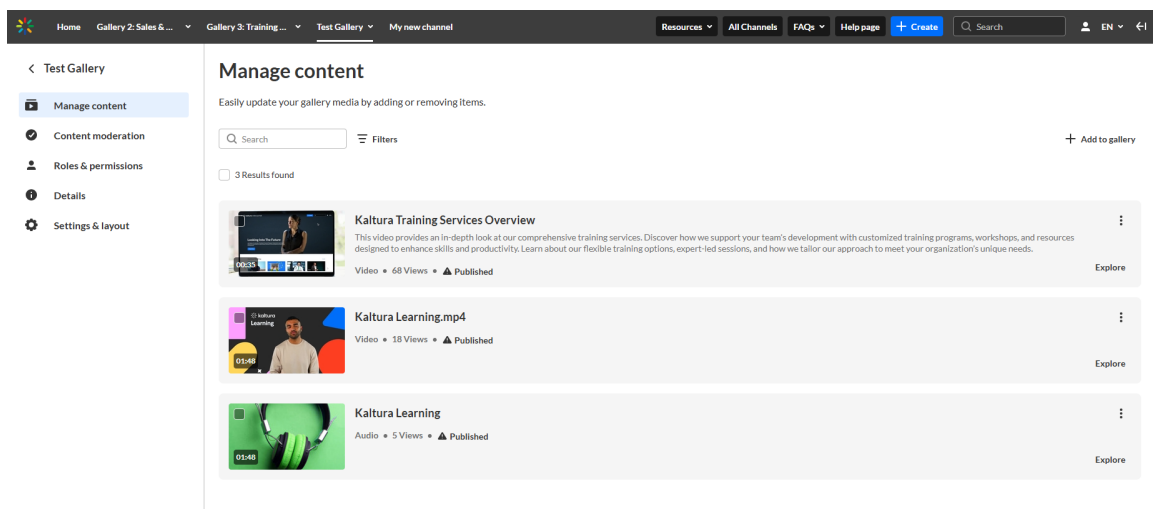 Home Gallery 2: Sales & ... Gallery 3: Training ... Test Gallery My new channel Resources All Channels FAQs Help page + Create Search EN
Test Gallery
Manage content
Content moderation
Roles & permissions
Details
Settings & layout
Manage content
Easily update your gallery media by adding or removing items.
Search Filters + Add to gallery
3 Results found
00:35
Kaltura Training Services Overview
This video provides an in-depth look at our comprehensive training services. Discover how we support your team's development with customized training programs, workshops, and resources
designed to enhance skills and productivity. Learn about our flexible training options, expert-led sessions, and how we tailor our approach to meet your organization's unique needs.
Video • 68 Views • Published
Explore
kaltura
Learning
01:48
Kaltura Learning.mp4
Video • 18 Views • Published
Explore
01:48
Kaltura Learning
Audio • 5 Views • Published
Explore